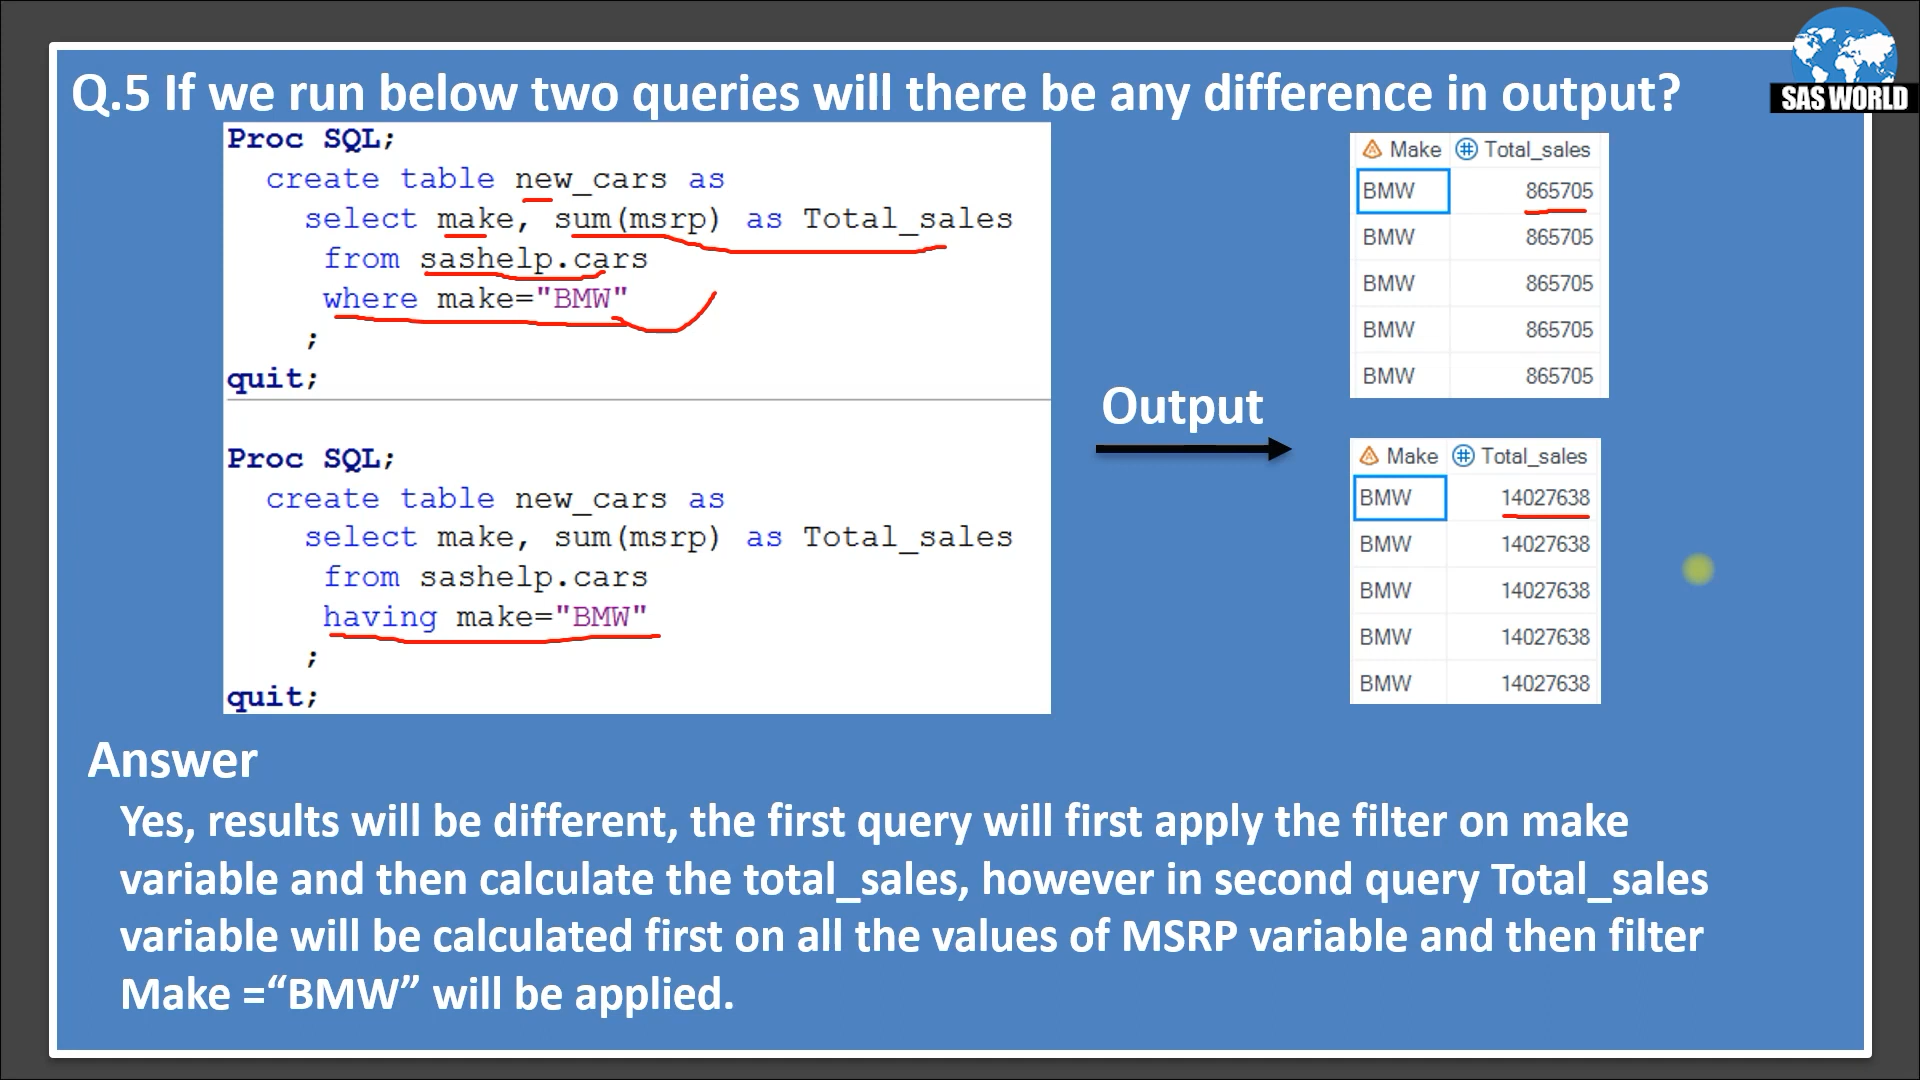 SAS WORLD
Q.5 If we run below two queries will there be any difference in output?
Proc SQL;
create table new_cars as
select make, sum(msrp) as Total_sales
from sashelp.cars
where make="BMW"
;
quit;
Proc SQL;
create table new_cars as
select make, sum(msrp) as Total_sales
from sashelp.cars
having make="BMW"
;
quit;
Output
Make Total_sales
BMW 865705
BMW 865705
BMW 865705
BMW 865705
BMW 865705
Make Total_sales
BMW 14027638
BMW 14027638
BMW 14027638
BMW 14027638
BMW 14027638
Answer
Yes, results will be different, the first query will first apply the filter on make
variable and then calculate the total_sales, however in second query Total_sales
variable will be calculated first on all the values of MSRP variable and then filter
Make =“BMW” will be applied.